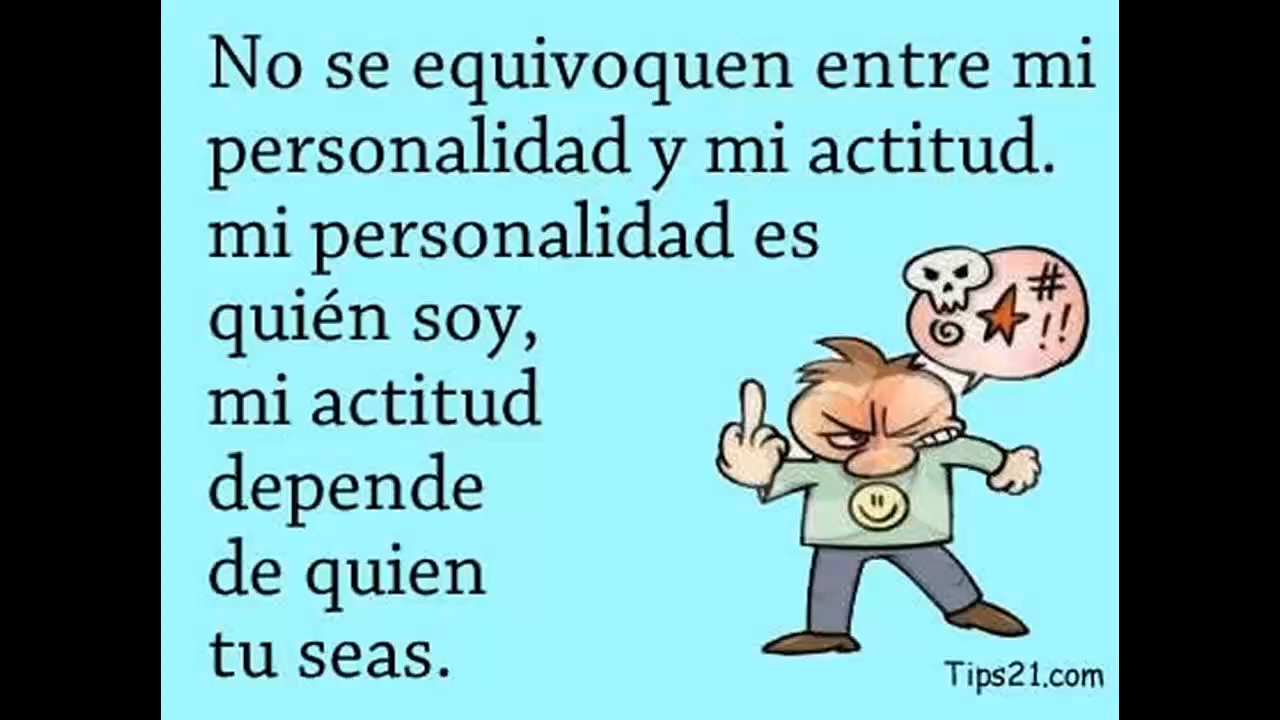 No se equivoquen entre mi
personalidad y mi actitud.
mi personalidad es
quién soy,
mi actitud
depende
de quien
tu seas.
#
!!
Tips21.com